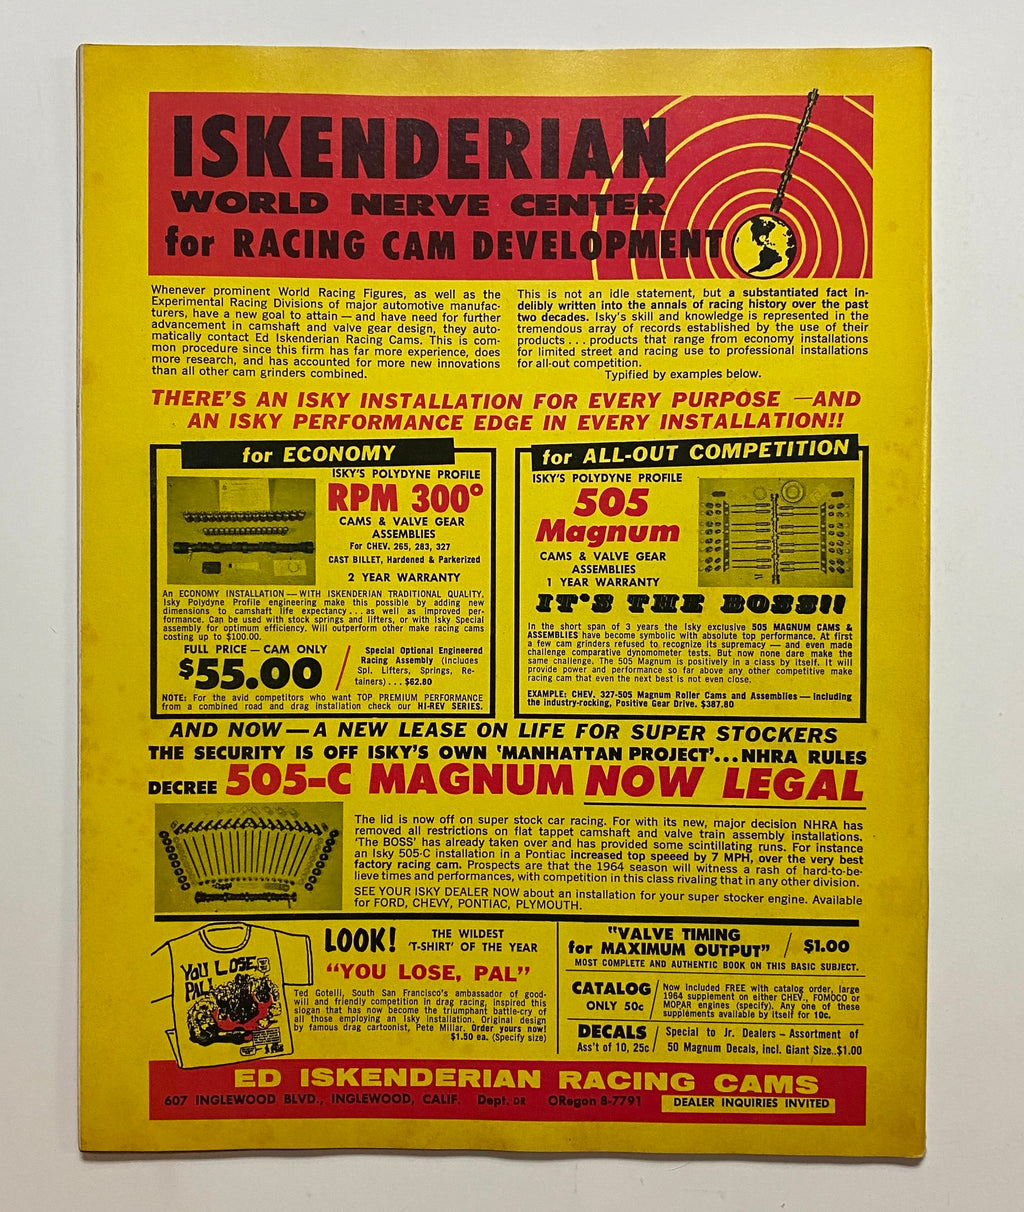 ISKENDERIAN
WORLD NERVE CENTER
for RACING CAM DEVELOPMENT
Whenever prominent World Racing Figures, as well as the
Experimental Racing Divisions of major automotive manufac-
turers, have a new goal to attain — and have need for further
advancement in camshaft and valve gear design, they auto-
matically contact Ed Iskenderian Racing Cams. This is com-
mon procedure since this firm has far more experience, does
more research, and has accounted for more new innovations
than all other cam grinders combined.
This is not an idle statement, but a substantiated fact in-
delibly written into the annals of racing history over the past
two decades. Isky's skill and knowledge is represented in the
tremendous array of records established by the use of their
products . . . products that range from economy installations
for limited street and racing use to professional installations
for all-out competition.
Typified by examples below.
THERE'S AN ISKY INSTALLATION FOR EVERY PURPOSE — AND
AN ISKY PERFORMANCE EDGE IN EVERY INSTALLATION!!
for ECONOMY
ISKY'S POLYDYNE PROFILE
RPM 300°
CAMS & VALVE GEAR
ASSEMBLIES
For CHEV. 265, 283, 327
CAST BILLET, Hardened & Parkerized
2 YEAR WARRANTY
An ECONOMY INSTALLATION — WITH ISKENDERIAN TRADITIONAL QUALITY.
Isky Polydyne Profile engineering make this possible by adding new
dimensions to camshaft life expectancy . . . as well as improved per-
formance. Can be used with stock springs and lifters, or with Isky Special
assembly for optimum efficiency. Will outperform other make racing cams
costing up to $100.00.
FULL PRICE — CAM ONLY
$55.00
Special Optional Engineered
Racing Assembly (Includes
Spl. Lifters, Springs, Re-
tainers) . . . $62.80
NOTE: For the avid competitors who want TOP PREMIUM PERFORMANCE
from a combined road and drag installation check our HI-REV SERIES.
for ALL-OUT COMPETITION
ISKY'S POLYDYNE PROFILE
505
Magnum
CAMS & VALVE GEAR
ASSEMBLIES
1 YEAR WARRANTY
IT'S THE BOSS!!
In the short span of 3 years the Isky exclusive 505 MAGNUM CAMS &
ASSEMBLIES have become symbolic with absolute top performance. At first
a few cam grinders refused to recognize its supremacy — and even made
challenge comparative dynomometer tests. But now none dare make the
same challenge. The 505 Magnum is positively in a class by itself. It will
provide power and performance so far above any other competitive make
racing cam that even the next best is not even close.
EXAMPLE: CHEV. 327-505 Magnum Roller Cams and Assemblies — Including
the industry-rocking, Positive Gear Drive. $387.80
AND NOW — A NEW LEASE ON LIFE FOR SUPER STOCKERS
THE SECURITY IS OFF ISKY'S OWN 'MANHATTAN PROJECT'...NHRA RULES
DECREE 505-C MAGNUM NOW LEGAL
The lid is now off on super stock car racing. For with its new, major decision NHRA has
removed all restrictions on flat tappet camshaft and valve train assembly installations.
'The BOSS' has already taken over and has provided some scintillating runs. For instance
an Isky 505-C installation in a Pontiac increased top speeed by 7 MPH, over the very best
factory racing cam. Prospects are that the 1964 season will witness a rash of hard-to-be-
lieve times and performances, with competition in this class rivaling that in any other division.
SEE YOUR ISKY DEALER NOW about an installation for your super stocker engine. Available
for FORD, CHEVY, PONTIAC, PLYMOUTH.
YOU LOSE,
PAL
LOOK!
THE WILDEST
'T-SHIRT' OF THE YEAR
"YOU LOSE, PAL"
Ted Gotelli, South San Francisco's ambassador of good-
will and friendly competition in drag racing, inspired this
slogan that has now become the triumphant battle-cry of
all those employing an Isky installation. Original design
by famous drag cartoonist, Pete Millar. Order yours now!
$1.50 ea. (Specify size)
"VALVE TIMING
for MAXIMUM OUTPUT" / $1.00
MOST COMPLETE AND AUTHENTIC BOOK ON THIS BASIC SUBJECT.
CATALOG
ONLY 50c
Now included FREE with catalog order, large
1964 supplement on either CHEV., FOMOCO or
MOPAR engines (specify). Any one of these
supplements available by itself for 10c.
DECALS
Ass't of 10, 25c
Special to Jr. Dealers — Assortment of
50 Magnum Decals, incl. Giant Size..$1.00
ED ISKENDERIAN RACING CAMS
607 INGLEWOOD BLVD., INGLEWOOD, CALIF. Dept. DR ORegon 8-7791 DEALER INQUIRIES INVITED